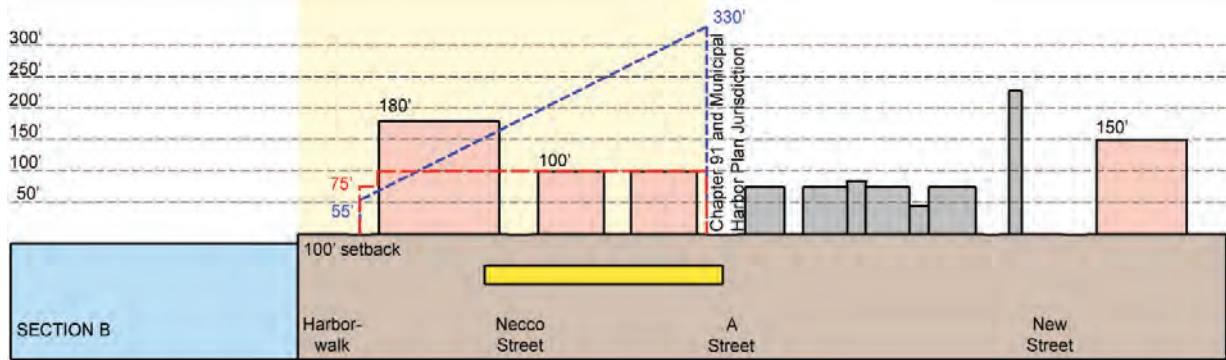 330'
300'
250'
200'
150'
100'
50'
180'
100'
150'
75'
55'
Chapter 91 and Municipal
Harbor Plan Jurisdiction
100' setback
SECTION B
Harbor-
walk
Necco
Street
A
Street
New
Street